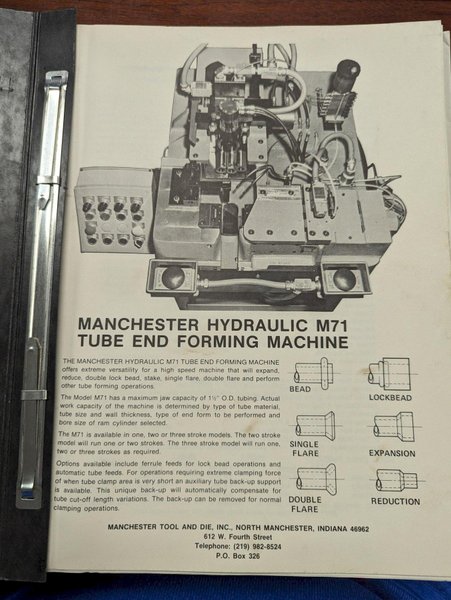 MANCHESTER HYDRAULIC M71
TUBE END FORMING MACHINE
THE MANCHESTER HYDRAULIC M71 TUBE END FORMING MACHINE
offers extreme versatility for a high speed machine that will expand,
reduce, double lock bead, stake, single flare, double flare and perform
other tube forming operations.
The Model M71 has a maximum jaw capacity of 1½" O.D. tubing. Actual
work capacity of the machine is determined by type of tube material,
tube size and wall thickness, type of end form to be performed and
bore size of ram cylinder selected.
The M71 is available in one, two or three stroke models. The two stroke
model will run one or two strokes. The three stroke model will run one,
two or three strokes as required.
Options available include ferrule feeds for lock bead operations and
automatic tube feeds. For operations requiring extreme clamping force
of when tube clamp area is very short an auxiliary tube back-up support
is available. This unique back-up will automatically compensate for
tube cut-off length variations. The back-up can be removed for normal
clamping operations.
BEAD
LOCKBEAD
SINGLE
FLARE
EXPANSION
DOUBLE
FLARE
REDUCTION
MANCHESTER TOOL AND DIE, INC., NORTH MANCHESTER, INDIANA 46962
612 W. Fourth Street
Telephone: (219) 982-8524
P.O. Box 326